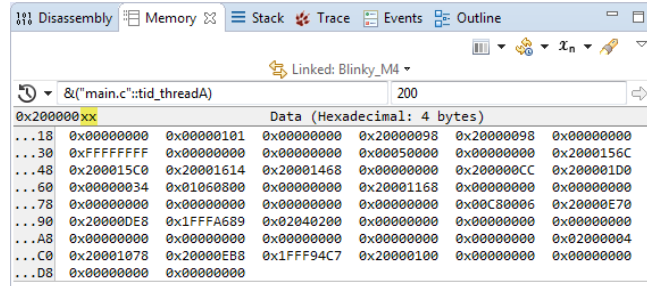 Disassembly Memory Stack Trace Events Outline
Linked: Blinky_M4
&("main.c"::tid_threadA) 200
0x200000xx Data (Hexadecimal: 4 bytes)
...18 0x00000000 0x00000101 0x00000000 0x20000098 0x20000098 0x00000000
...30 0xFFFFFFFF 0x00000000 0x00050000 0x00000000 0x00000000 0x2000156C
...48 0x200015C0 0x20001614 0x20001468 0x00000000 0x200000CC 0x200001D0
...60 0x00000034 0x01060800 0x00000000 0x20001168 0x00000000 0x00000000
...78 0x00000000 0x00000000 0x00000000 0x00000000 0x00C80006 0x20000E70
...90 0x20000DE8 0x1FFFA689 0x02040200 0x00000000 0x00000000 0x00000000
...A8 0x00000000 0x00000000 0x00000000 0x00000000 0x00000000 0x02000004
...C0 0x20001078 0x20000EB8 0x1FFF94C7 0x20000100 0x00000000 0x00000000
...D8 0x00000000 0x00000000